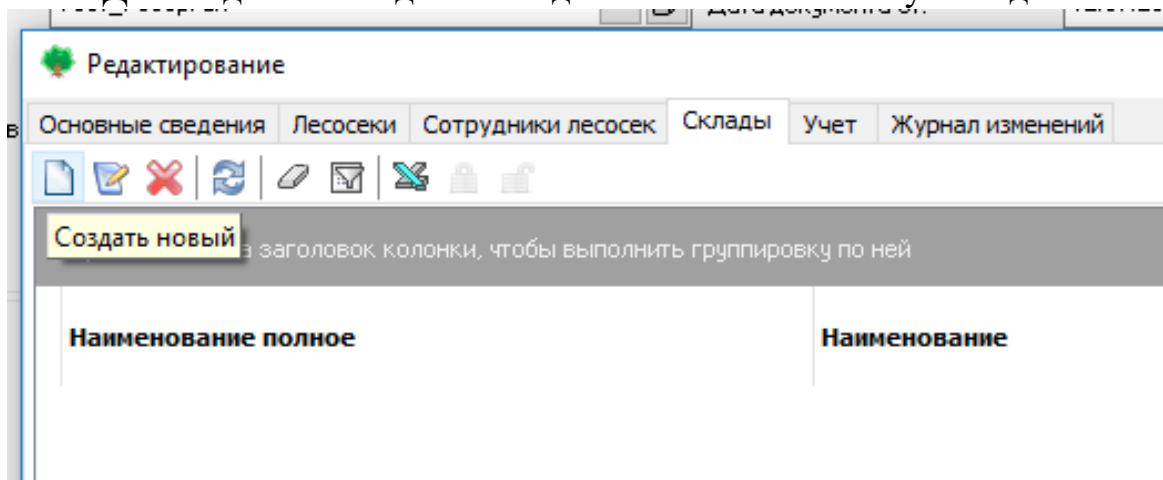 Редактирование
Основные сведения Лесосеки Сотрудники лесосек Склады Учет Журнал изменений
Создать новый
заголовок колонки, чтобы выполнить группировку по ней
Наименование полное Наименование